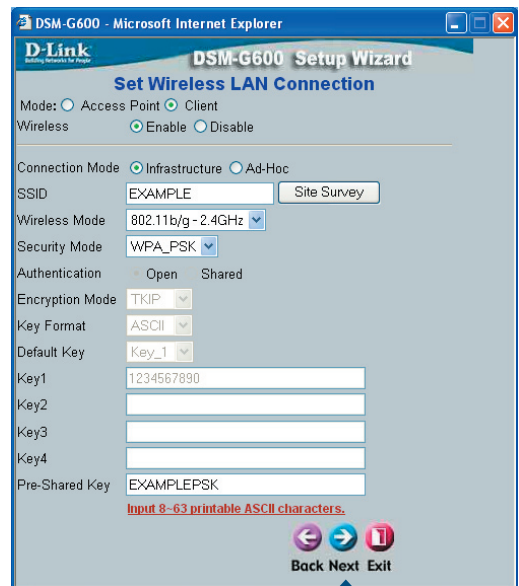 DSM-G600 - Microsoft Internet Explorer
D-Link
Building Networks for People
DSM-G600 Setup Wizard
Set Wireless LAN Connection
Mode: Access Point Client
Wireless Enable Disable
Connection Mode Infrastructure Ad-Hoc
SSID EXAMPLE Site Survey
Wireless Mode 802.11b/g - 2.4GHz
Security Mode WPA_PSK
Authentication Open Shared
Encryption Mode TKIP
Key Format ASCII
Default Key Key_1
Key1 1234567890
Key2
Key3
Key4
Pre-Shared Key EXAMPLEPSK
Input 8~63 printable ASCII characters.
Back Next Exit